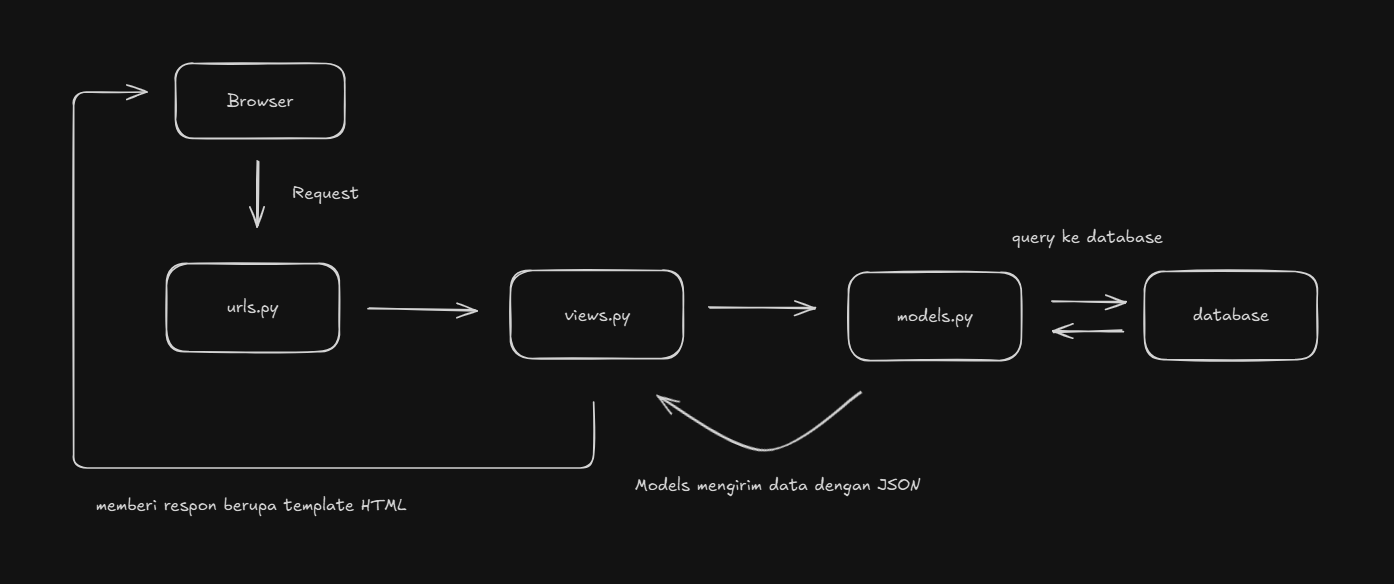 Browser
Request
query ke database
urls.py
views.py
models.py
database
Models mengirim data dengan JSON
memberi respon berupa template HTML